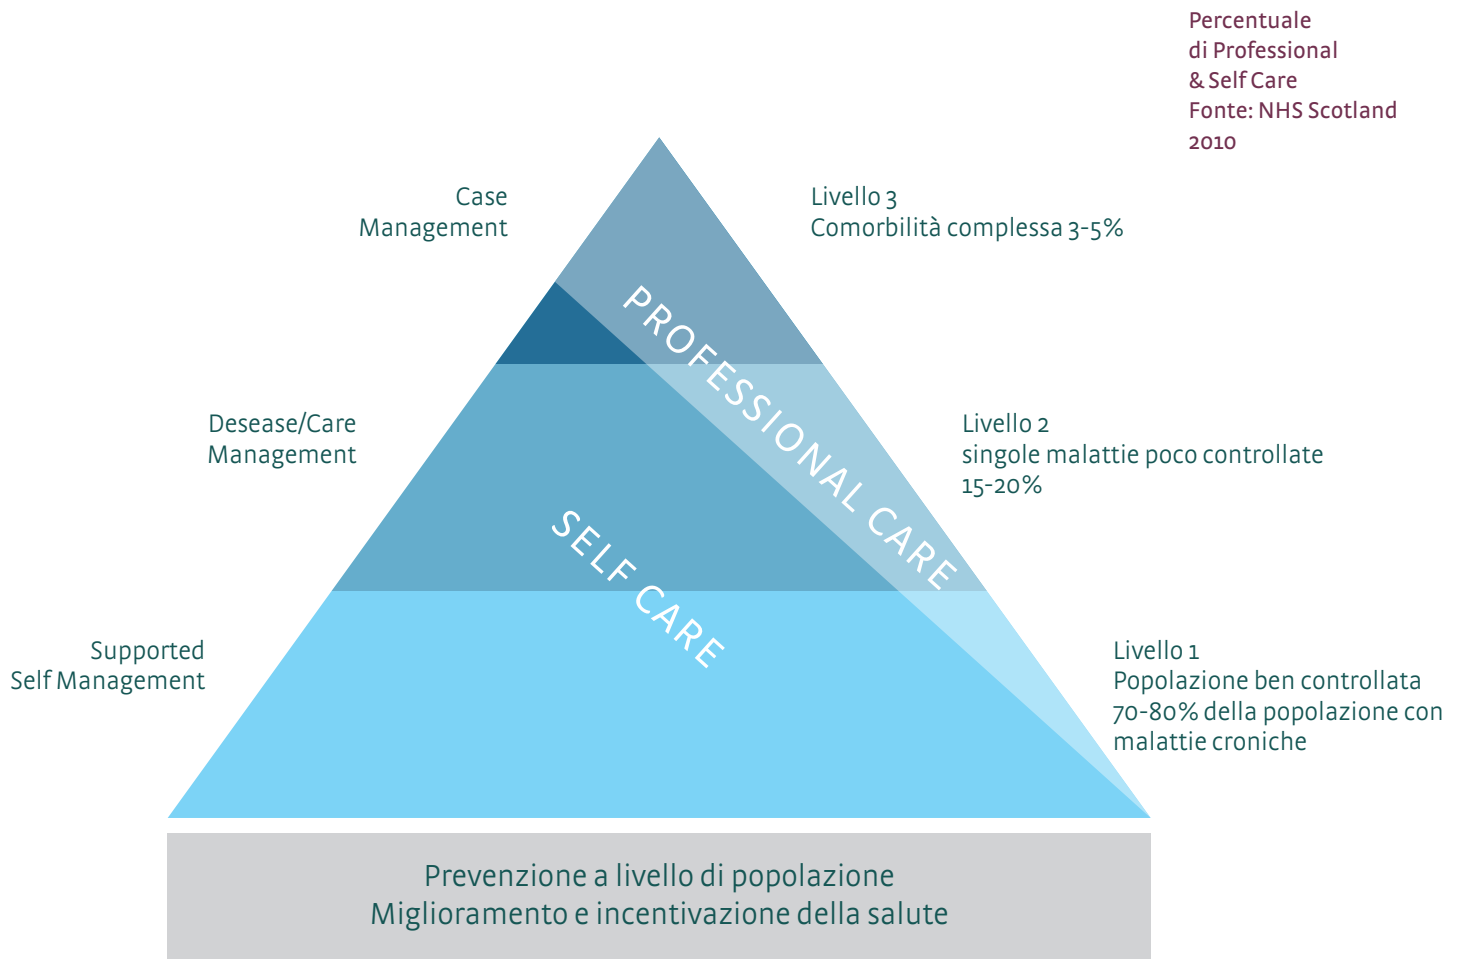 Percentuale
di Professional
& Self Care
Fonte: NHS Scotland
2010
Case
Management
Livello 3
Comorbilità complessa 3-5%
PROFESSIONAL CARE
Desease/Care
Management
Livello 2
singole malattie poco controllate
15-20%
SELF CARE
Supported
Self Management
Livello 1
Popolazione ben controllata
70-80% della popolazione con
malattie croniche
Prevenzione a livello di popolazione
Miglioramento e incentivazione della salute